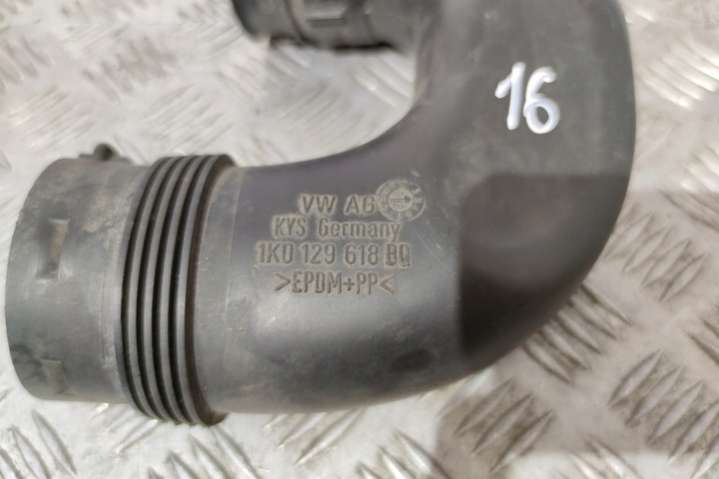 16
VW AG
KYS Germany
1K0 129 618 BQ
>EPDM+PP<